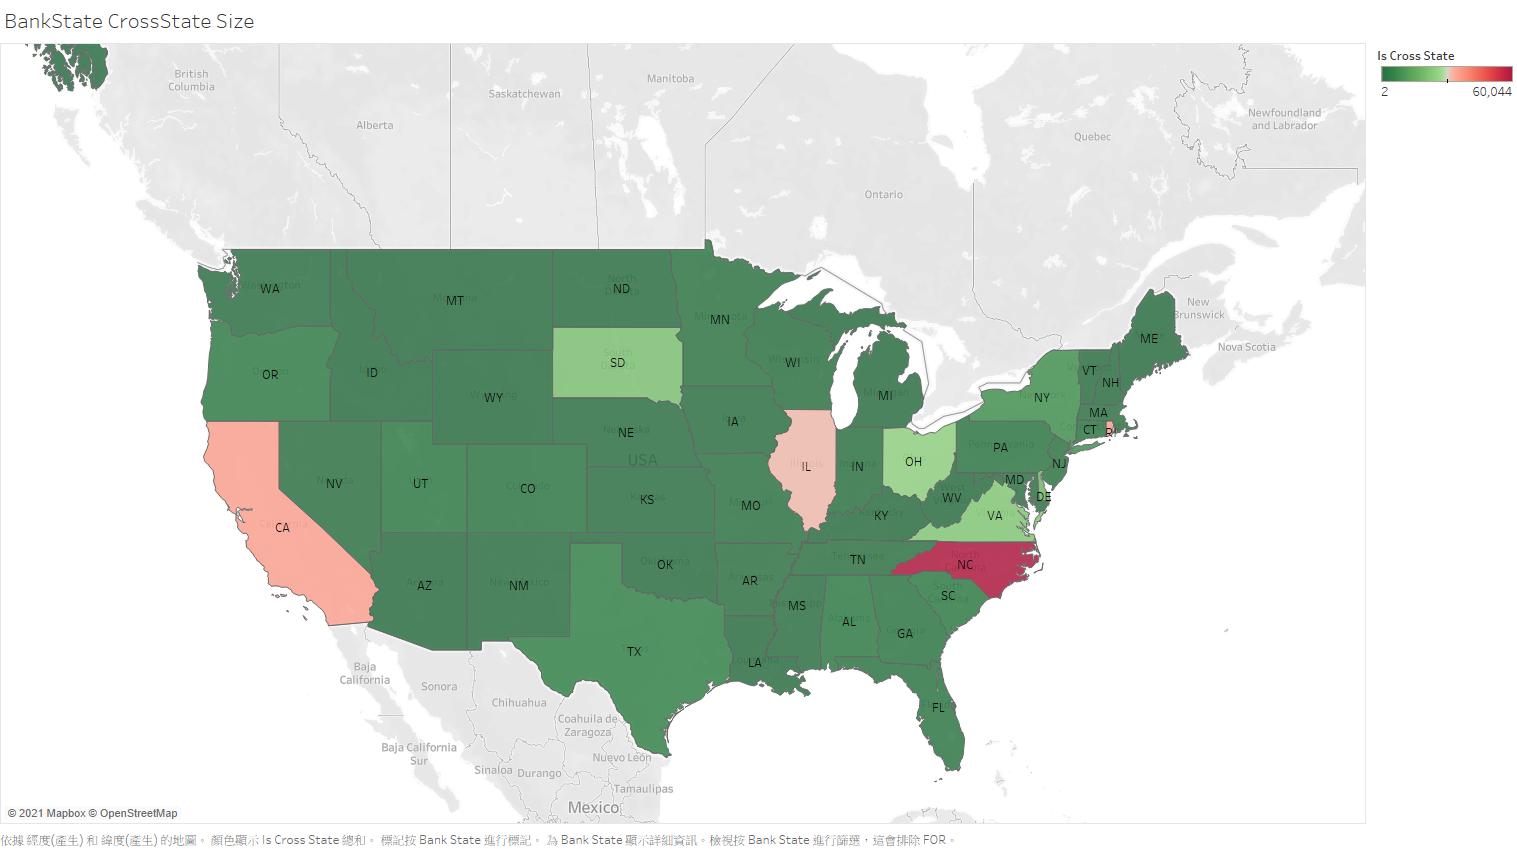 BankState CrossState Size
Is Cross State
2 60,044
British
Columbia
Alberta
Saskatchewan
Manitoba
Ontario
Quebec
Newfoundland
and Labrador
New
Brunswick
Nova Scotia
WA
MT
ND
MN
WI
MI
ME
VT
NH
OR
ID
WY
SD
IA
NY
MA
CT
RI
NE
USA
IL
IN
OH
PA
NJ
CA
NV
UT
CO
KS
MO
KY
WV
MD
DE
VA
AZ
NM
OK
AR
TN
NC
SC
TX
LA
MS
AL
GA
FL
Baja
California
Sonora
Chihuahua
Coahuila de
Zaragoza
Baja California
Sur
Sinaloa
Durango
Nuevo León
Tamaulipas
Mexico
© 2021 Mapbox © OpenStreetMap
依據 經度(產生) 和 緯度(產生) 的地圖。 顏色顯示 Is Cross State 總和。 標記按 Bank State 進行標記。 為 Bank State 顯示詳細資訊。檢視按 Bank State 進行篩選，這會排除 FOR。